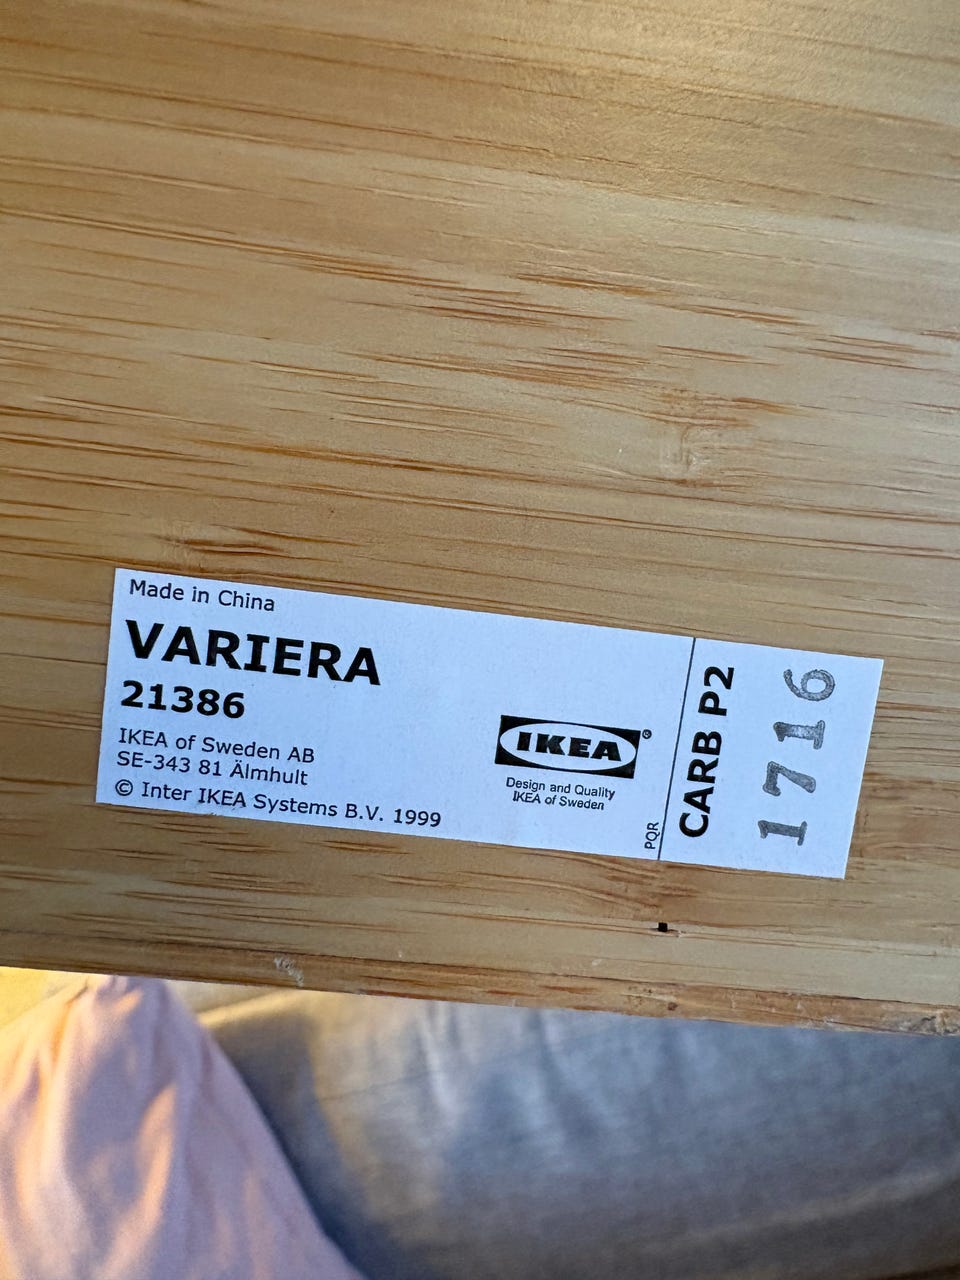 Made in China
VARIERA
21386
IKEA of Sweden AB
SE-343 81 Älmhult
© Inter IKEA Systems B.V. 1999
IKEA®
Design and Quality
IKEA of Sweden
PQR
CARB P2
1716